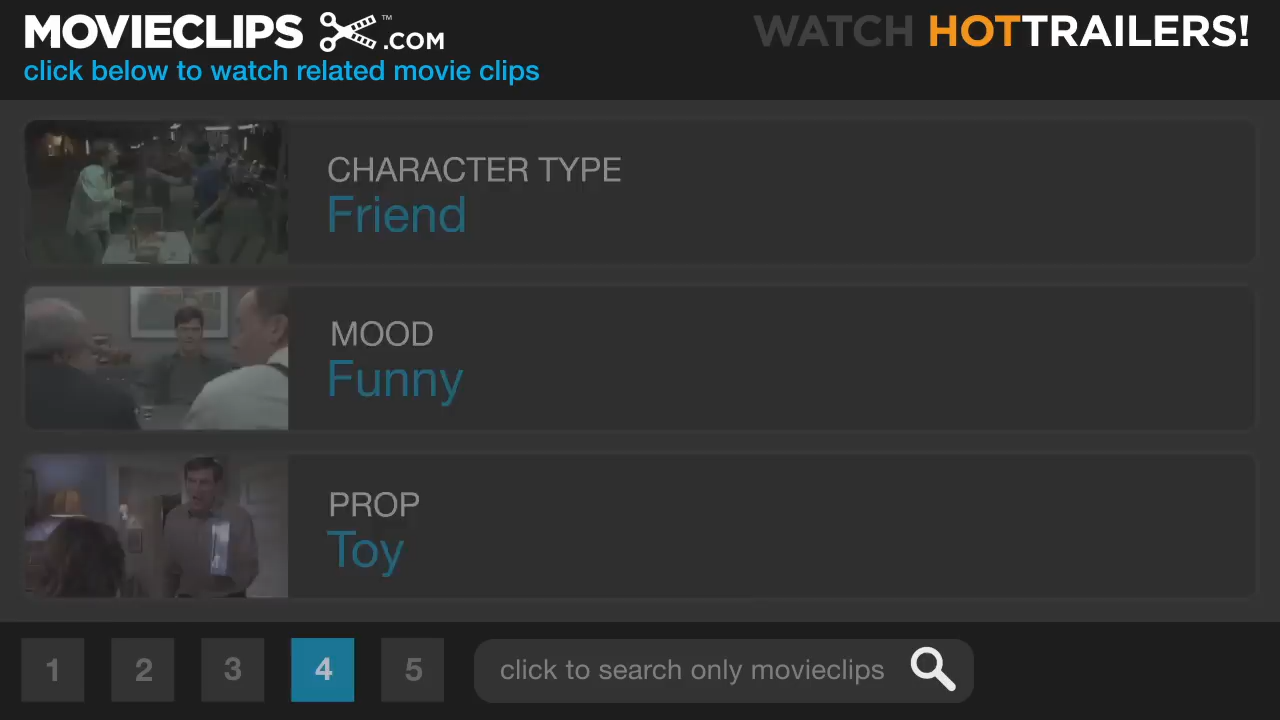 MOVIECLIPS ™ .COM
WATCH HOTTRAILERS!
click below to watch related movie clips
CHARACTER TYPE
Friend
MOOD
Funny
PROP
Toy
1 2 3 4 5
click to search only movieclips